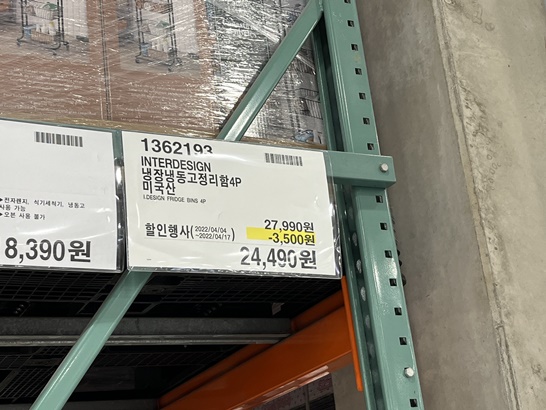 ▶전자렌지, 식기세척기, 냉동고
사용 가능
▶오븐 사용 불가
8,390원
1362193
INTERDESIGN
냉장냉동고정리함4P
미국산
I.DESIGN FRIDGE BINS 4P
27,990원
할인행사(2022/04/04
~2022/04/17)
-3,500원
24,490원